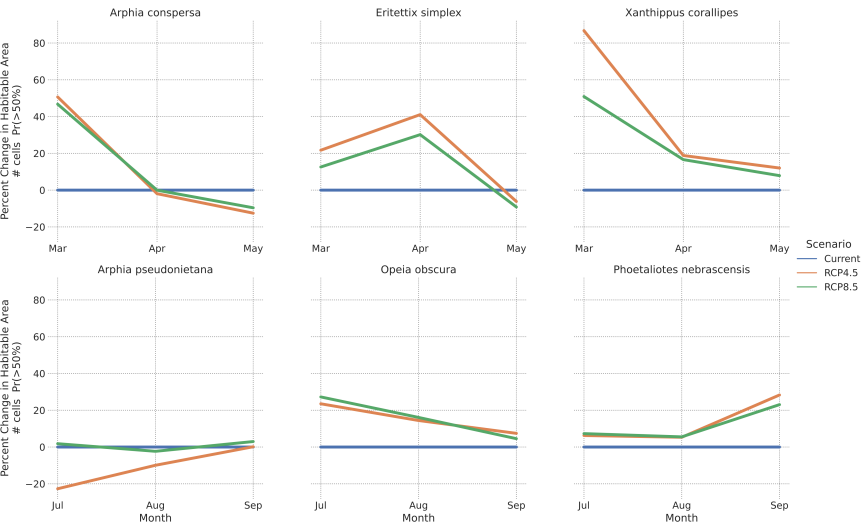 Arphia conspersa
Eritettix simplex
Xanthippus corallipes
Percent Change in Habitable Area
# cells Pr(>50%)
80
60
40
20
0
−20
Mar
Apr
May
Mar
Apr
May
Mar
Apr
May
Scenario
Current
RCP4.5
RCP8.5
Arphia pseudonietana
Opeia obscura
Phoetaliotes nebrascensis
Percent Change in Habitable Area
# cells Pr(>50%)
80
60
40
20
0
−20
Jul
Aug
Sep
Month
Jul
Aug
Sep
Month
Jul
Aug
Sep
Month